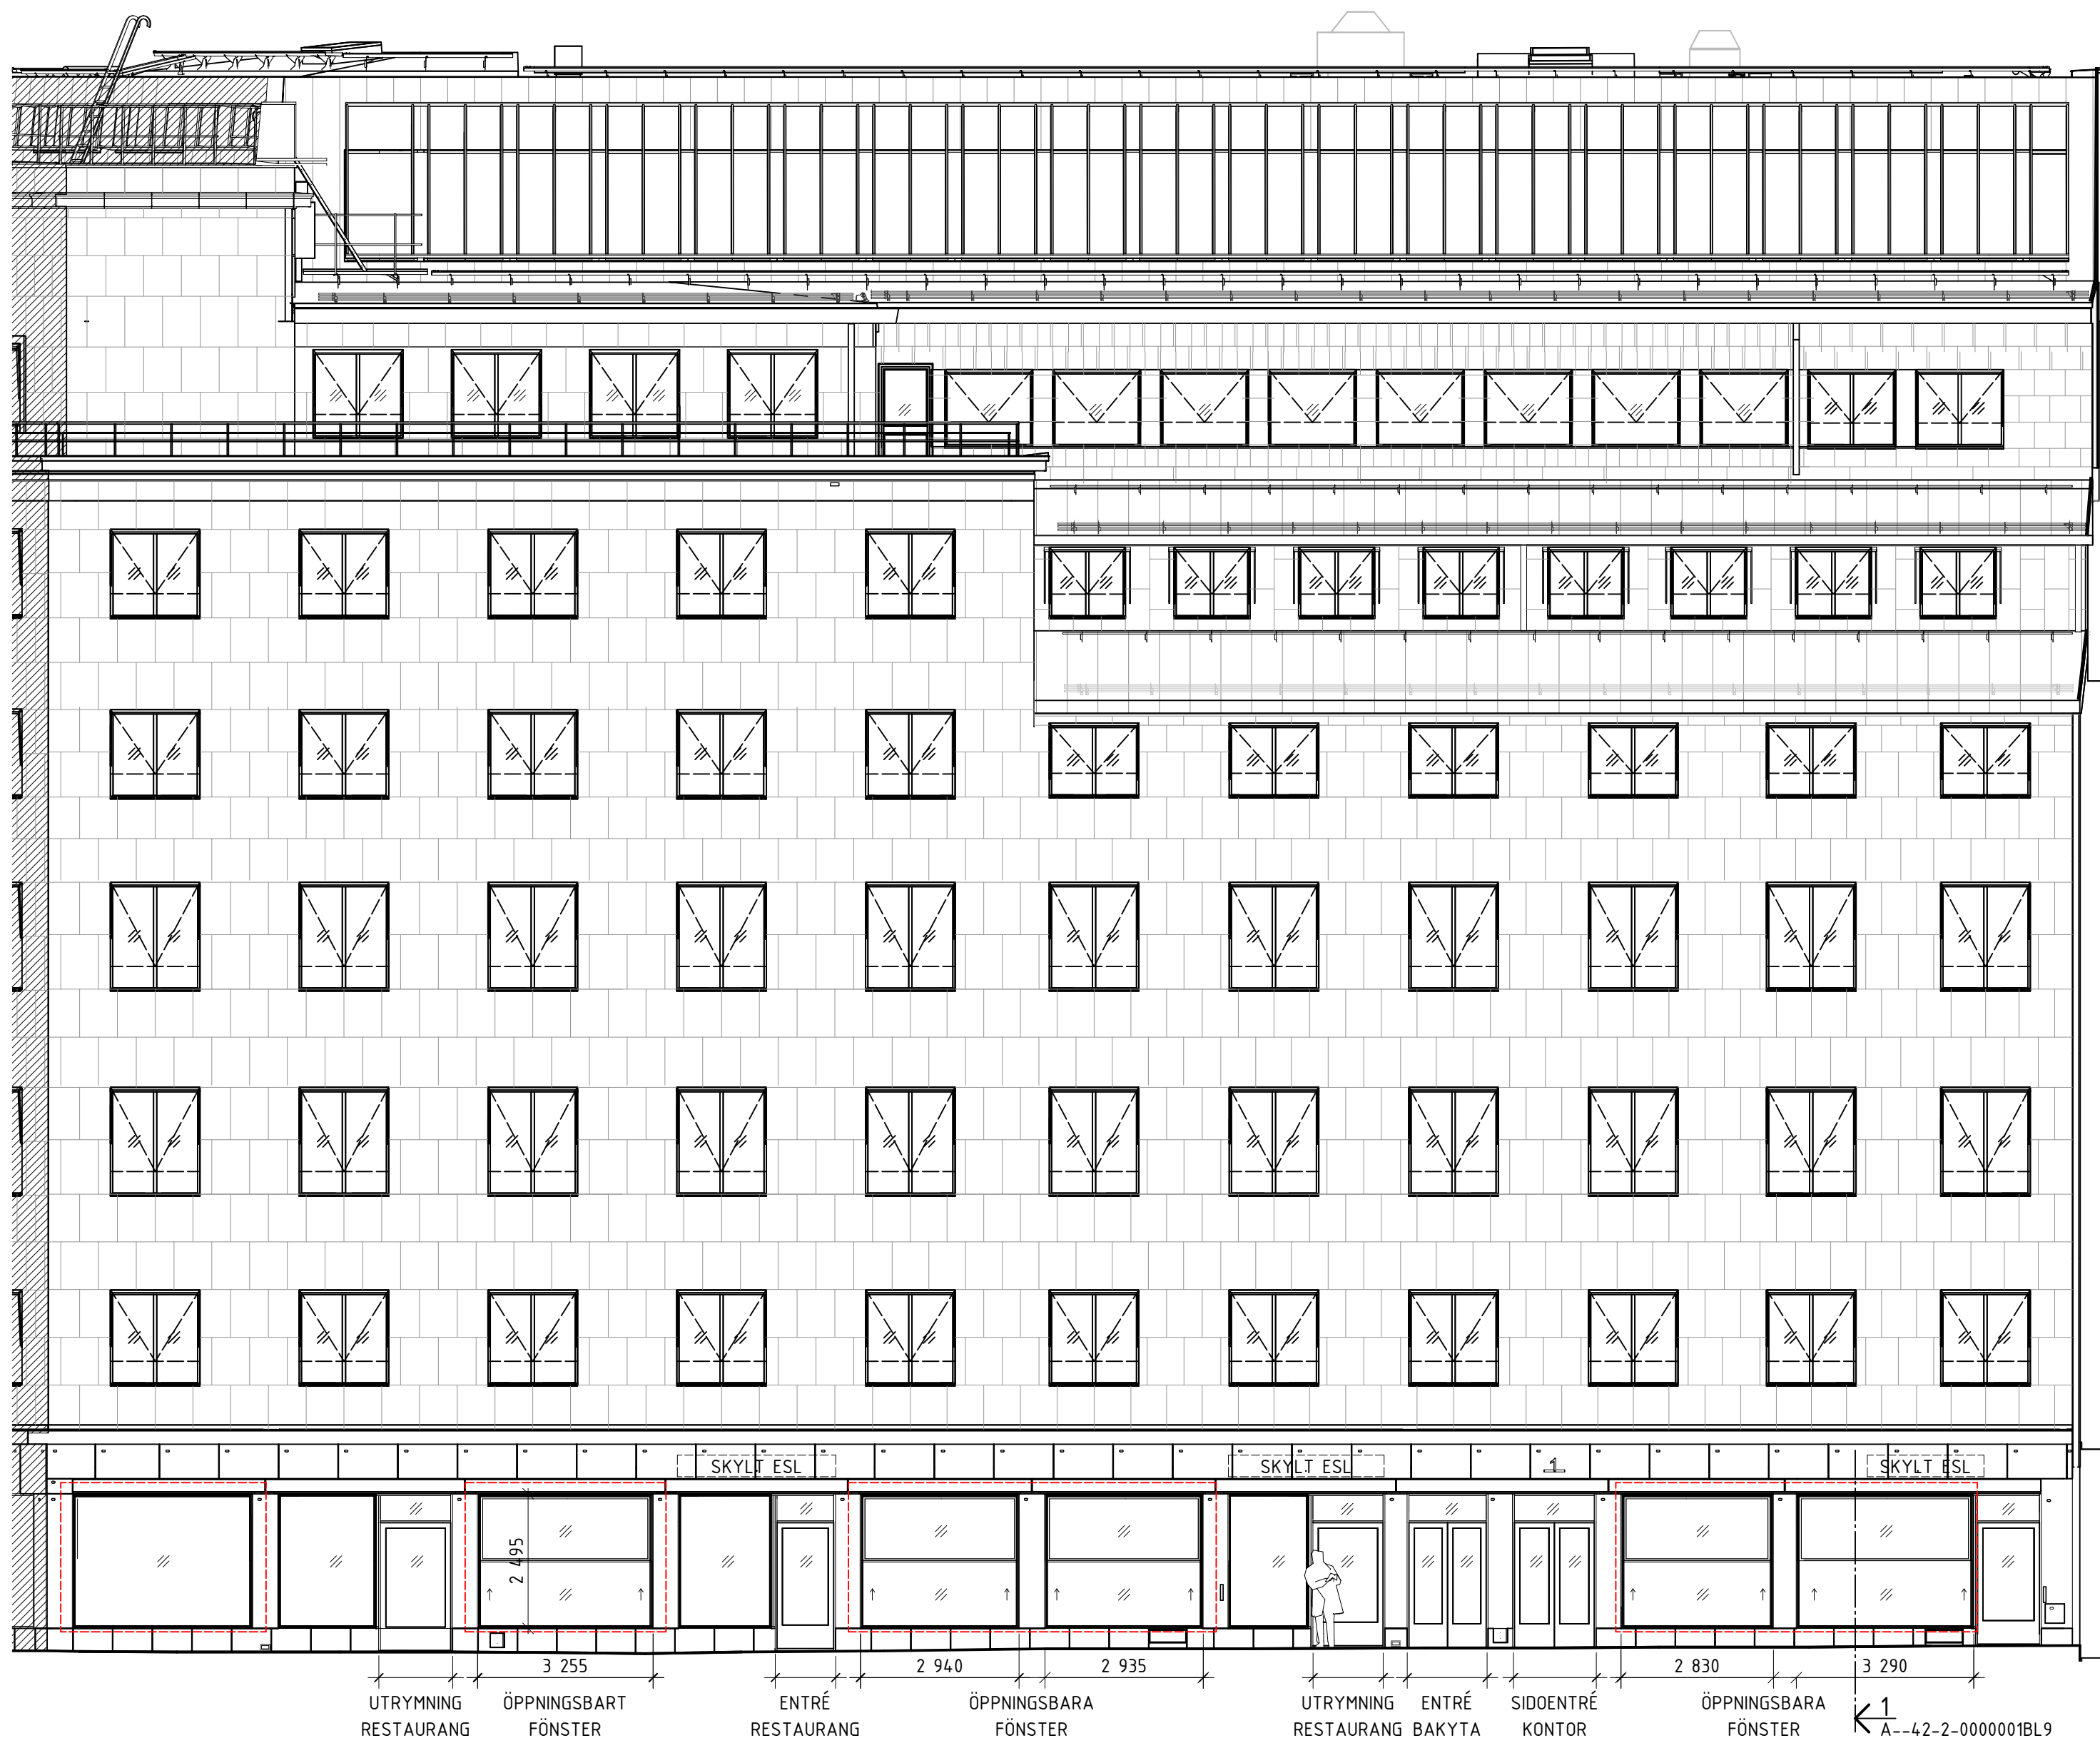 SKYLT ESL
SKYLT ESL
1
SKYLT ESL
2 495
3 255
2 940
2 935
2 830
3 290
UTRYMNING
RESTAURANG
ÖPPNINGSBART
FÖNSTER
ENTRÉ
RESTAURANG
ÖPPNINGSBARA
FÖNSTER
UTRYMNING
RESTAURANG
ENTRÉ
BAKYTA
SIDOENTRÉ
KONTOR
ÖPPNINGSBARA
FÖNSTER
1
A--42-2-0000001BL9